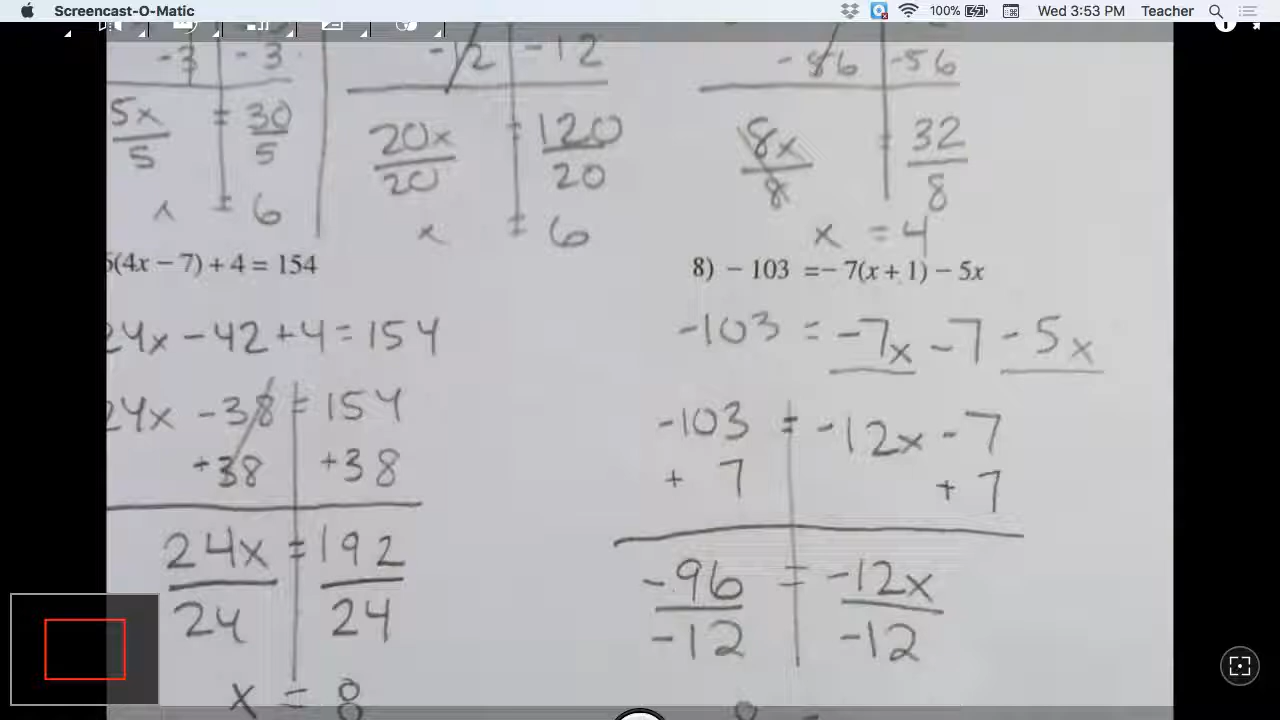 Screencast-O-Matic 100% Wed 3:53 PM Teacher
-3 - 3
5x = 30
5 5
x = 6
-12 -12
20x = 120
20 20
x = 6
-56
8x = 32
8 8
x = 4
(4x − 7) + 4 = 154
24x - 42 + 4 = 154
24x - 38 = 154
+38 +38
24x = 192
24 24
x = 8
8) − 103 =− 7(x + 1) − 5x
-103 = -7x - 7 - 5x
-103 = -12x - 7
+ 7 + 7
-96 = -12x
-12 -12